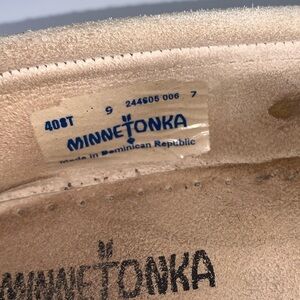 408T 9 244605 006 7
MINNETONKA
Made in Dominican Republic
MINNETONKA